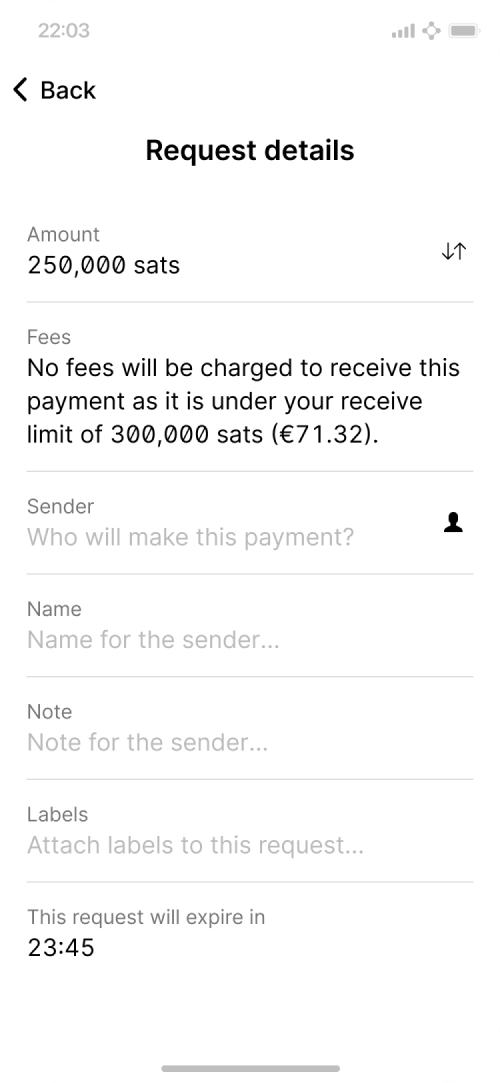 22:03
Back
Request details
Amount
250,000 sats
Fees
No fees will be charged to receive this
payment as it is under your receive
limit of 300,000 sats (€71.32).
Sender
Who will make this payment?
Name
Name for the sender...
Note
Note for the sender...
Labels
Attach labels to this request...
This request will expire in
23:45